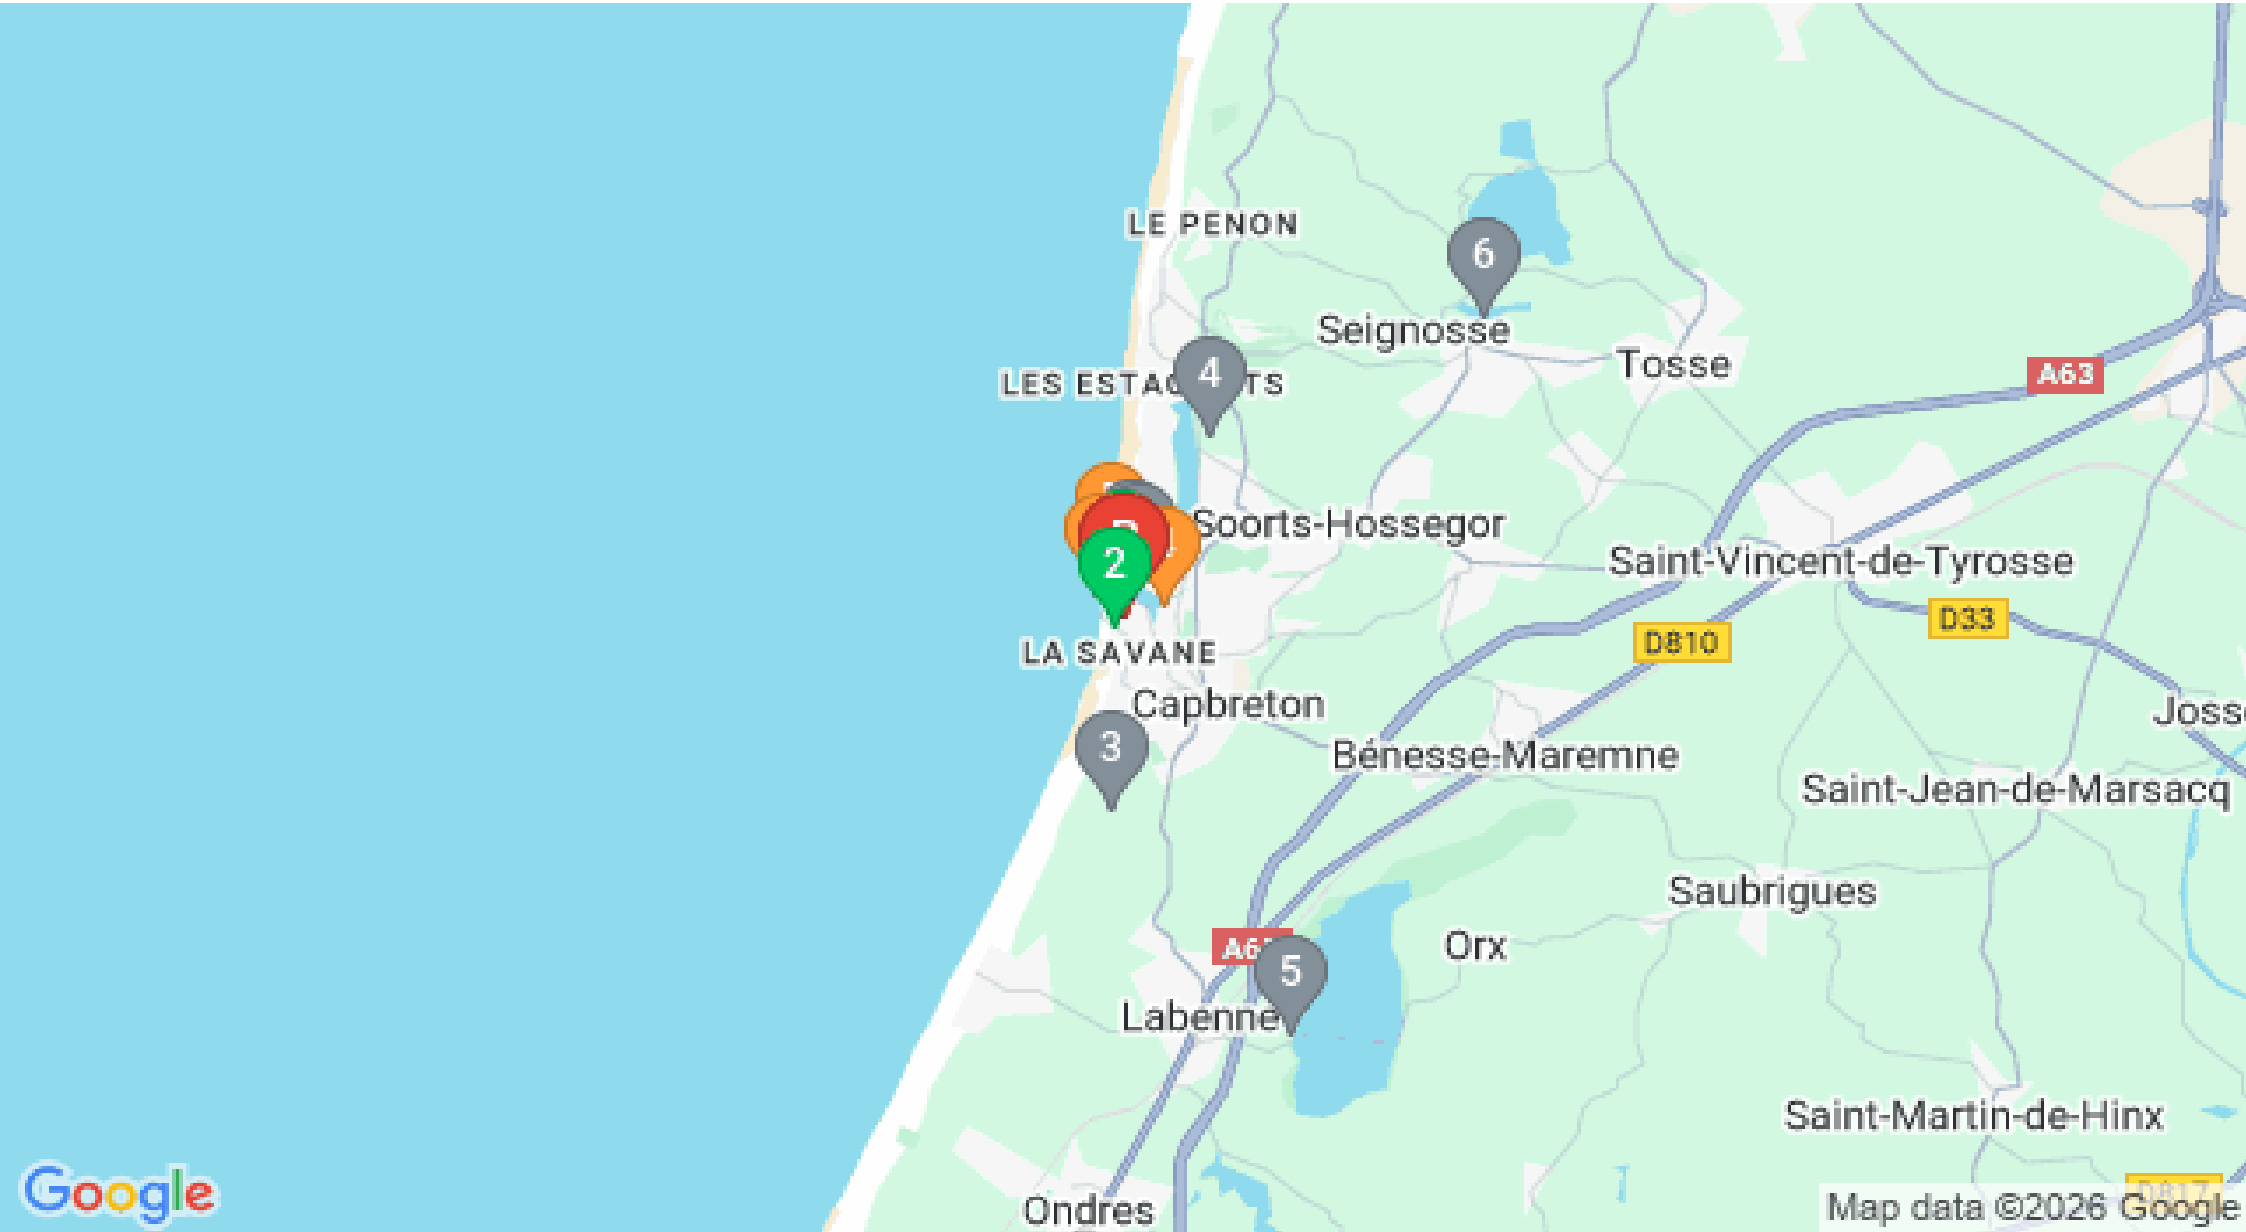 LE PENON
6
Seignosse
Tosse
4
A63
LES
Soorts-Hossegor
2
Saint-Vincent-de-Tyrosse
D33
D810
LA SAVANE
Capbreton
3
Bénesse-Maremne
Saint-Jean-de-Marsacq
Saubrigues
Orx
5
Labenne
Saint-Martin-de-Hinx
D817
Google
Ondres
Map data ©2026 Google